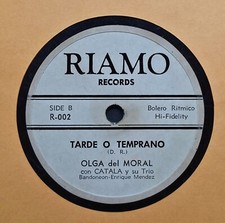 RIAMO
RECORDS
SIDE B
R-002
Bolero Ritmico
Hi-Fidelity
TARDE O TEMPRANO
(D. R.)
OLGA del MORAL
con CATALA y su Trio
Bandoneon-Enrique Mendez